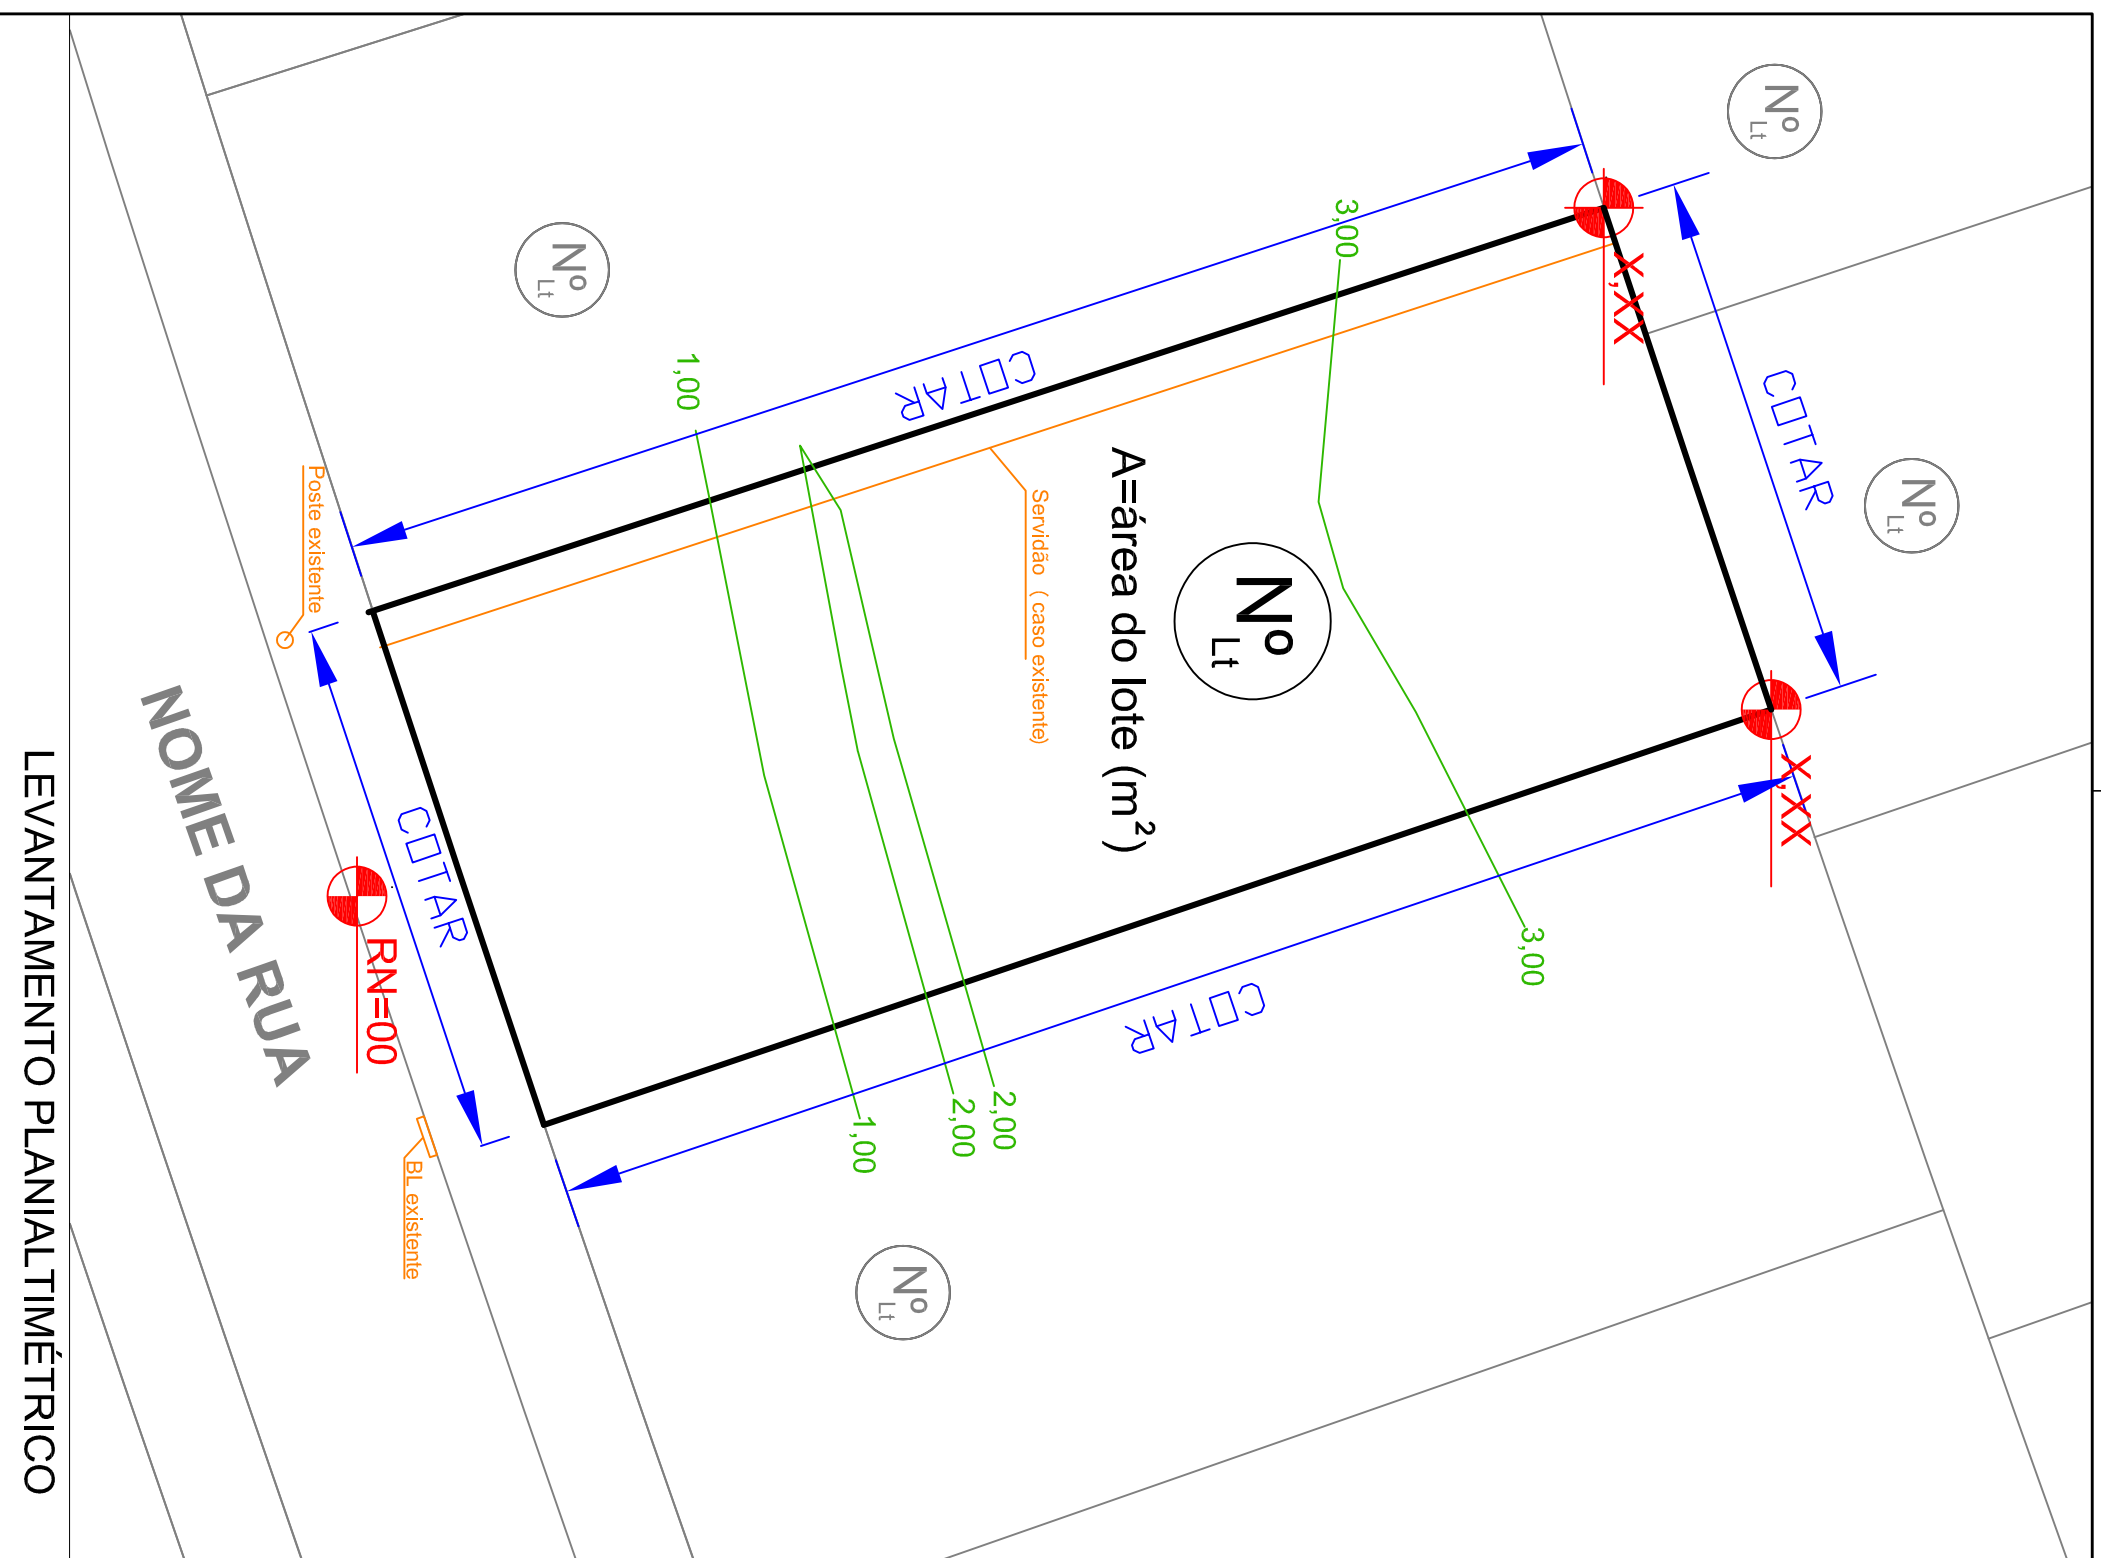 Nº
Lt
Nº
Lt
COTAR
X,XX
X,XX
3,00
3,00
Nº
Lt
A=área do lote (m²)
Servidão ( caso existente)
COTAR
COTAR
2,00
2,00
1,00
1,00
Nº
Lt
Nº
Lt
COTAR
RN=00
Poste existente
BL existente
NOME DA RUA
LEVANTAMENTO PLANIALTIMÉTRICO